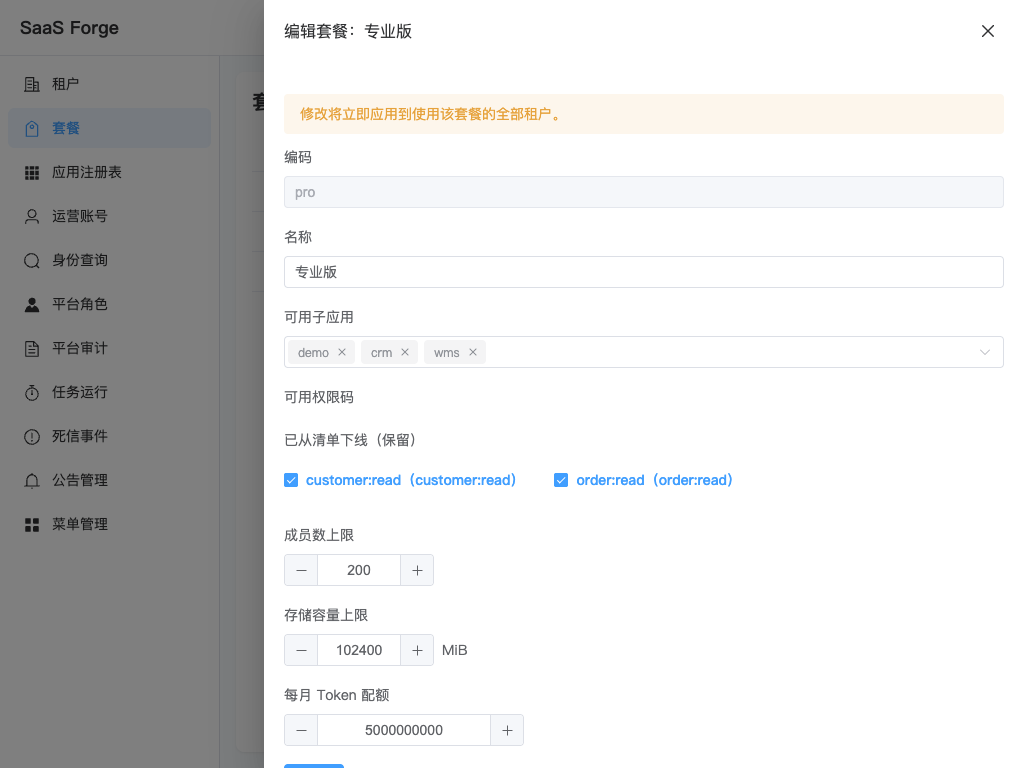 SaaS Forge
租户
套餐
应用注册表
运营账号
身份查询
平台角色
平台审计
任务运行
死信事件
公告管理
菜单管理
编辑套餐：专业版
修改将立即应用到使用该套餐的全部租户。
编码
pro
名称
专业版
可用子应用
demo crm wms
可用权限码
已从清单下线（保留）
customer:read（customer:read） order:read（order:read）
成员数上限
200
存储容量上限
102400 MiB
每月 Token 配额
5000000000